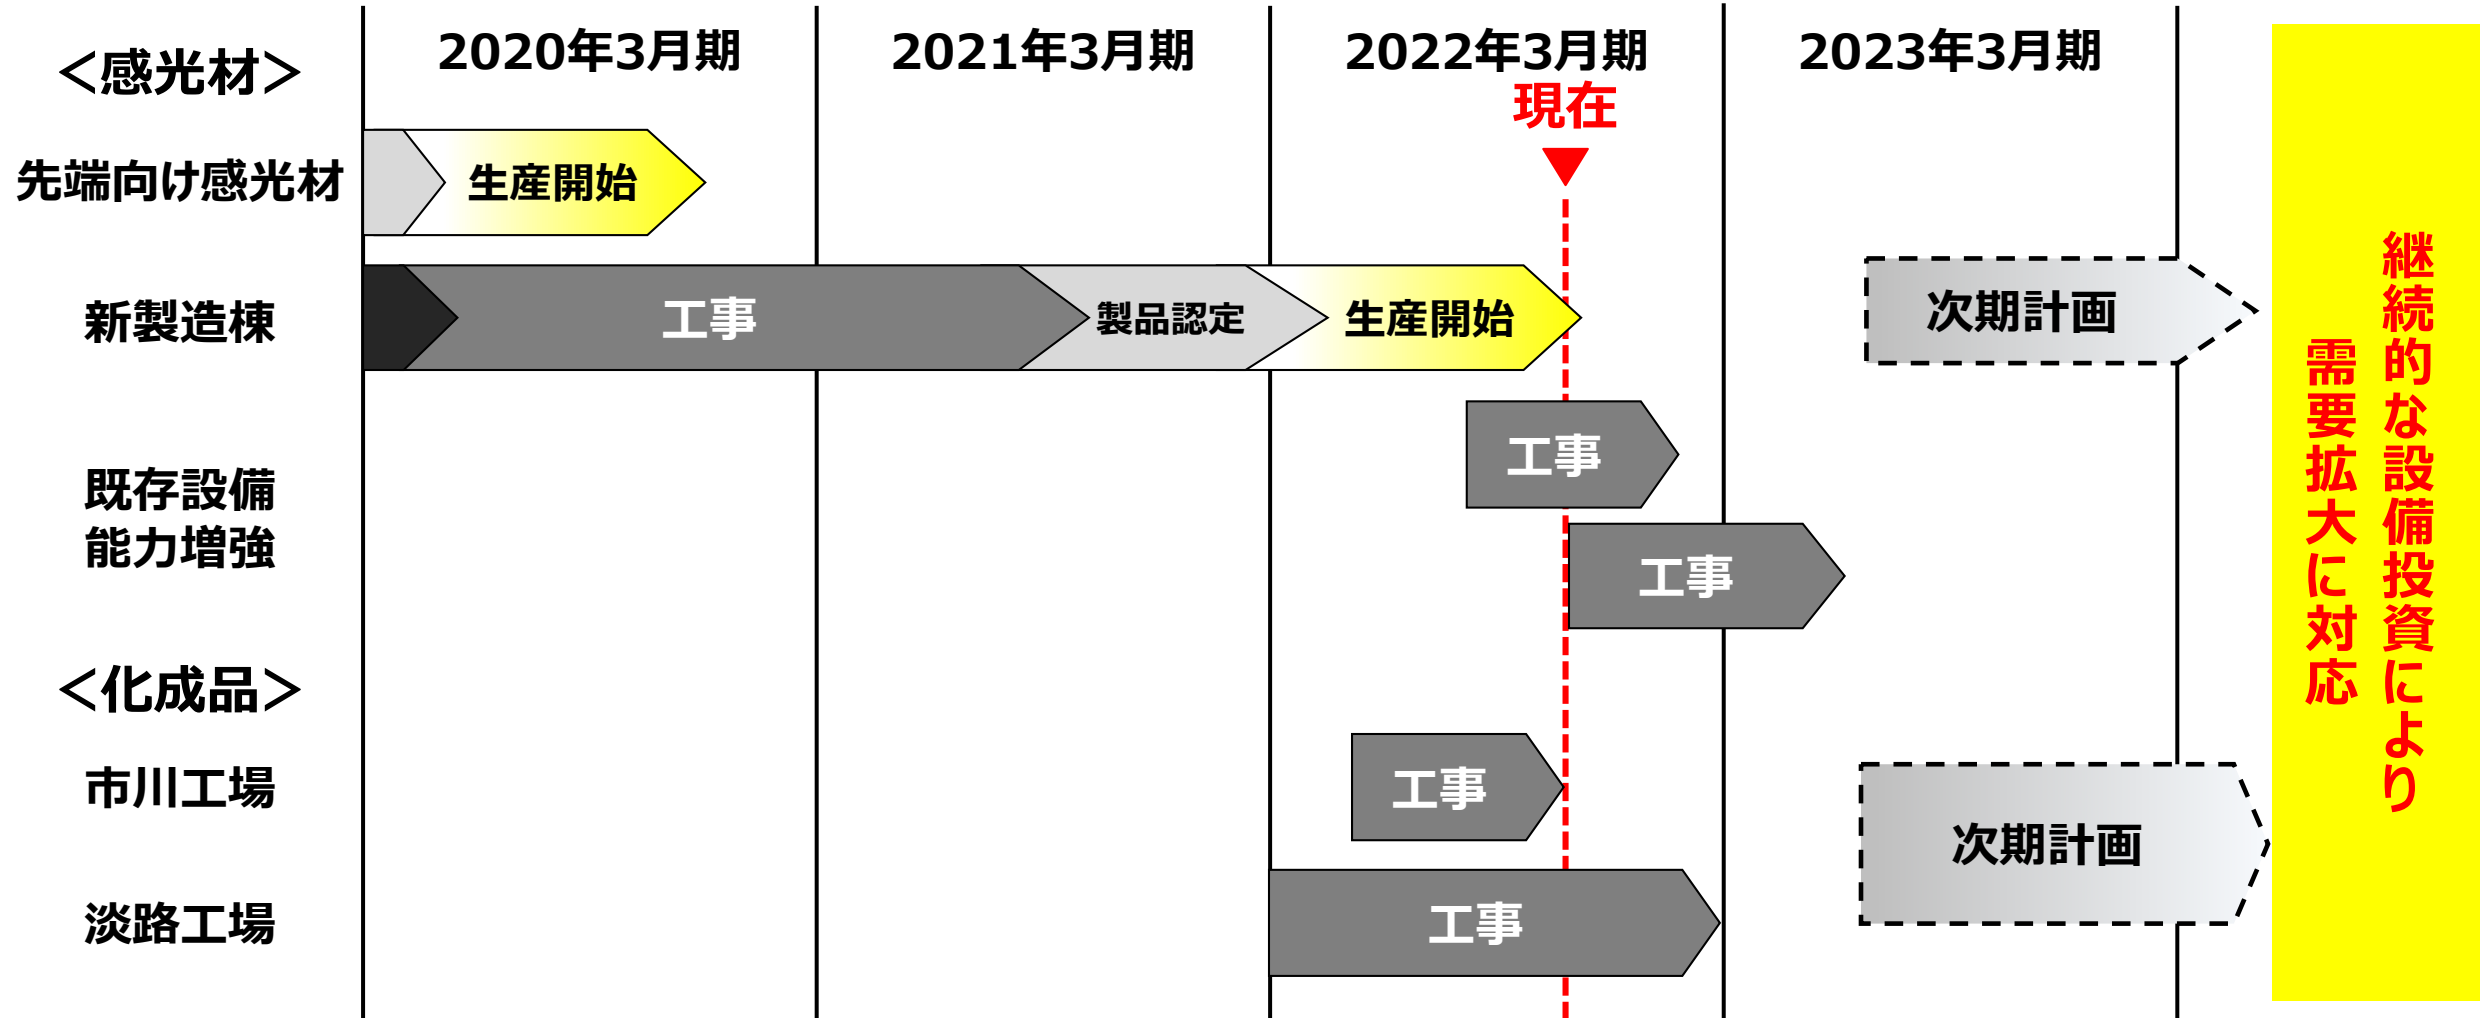 2020年3月期
2021年3月期
2022年3月期
2023年3月期
現在
＜感光材＞
先端向け感光材
生産開始
新製造棟
工事
製品認定
生産開始
次期計画
既存設備
能力増強
工事
工事
＜化成品＞
市川工場
工事
次期計画
淡路工場
工事
継続的な設備投資により
需要拡大に対応